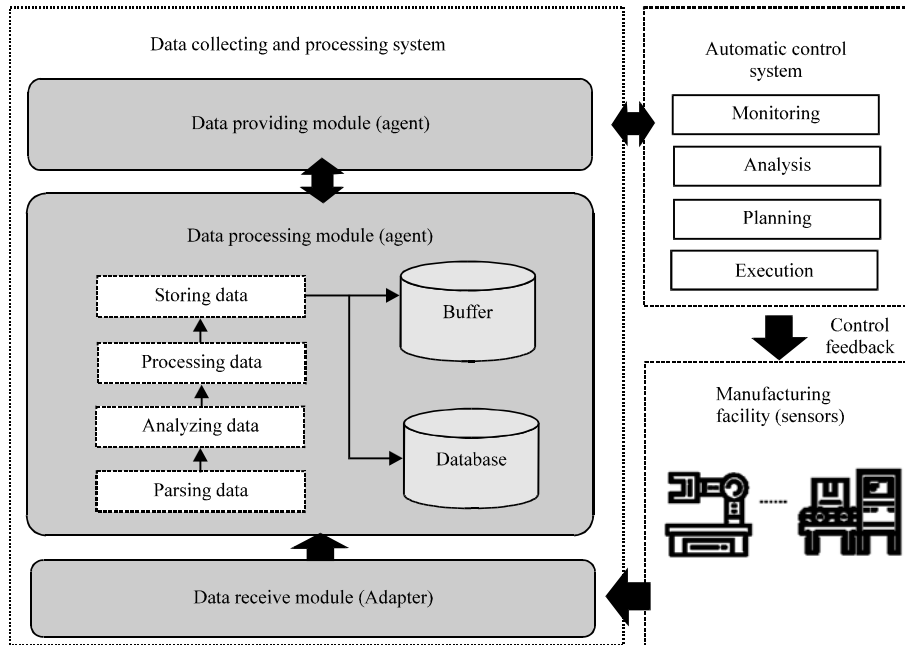 Data collecting and processing system
Data providing module (agent)
Data processing module (agent)
Storing data
Processing data
Analyzing data
Parsing data
Buffer
Database
Data receive module (Adapter)
Automatic control
system
Monitoring
Analysis
Planning
Execution
Control
feedback
Manufacturing
facility (sensors)
......